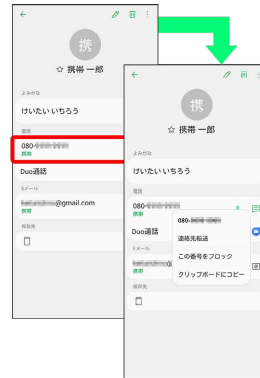 携
☆ 携帯 一郎
よみがな
けいたい いちろう
電話
080-
携帯
Duo通話
Eメール
@gmail.com
携帯
保存先
携
☆ 携帯 一郎
よみがな
けいたい いちろう
電話
080-
携帯
Duo通話
Eメール
携帯
保存先
080-
連絡先転送
この番号をブロック
クリップボードにコピー